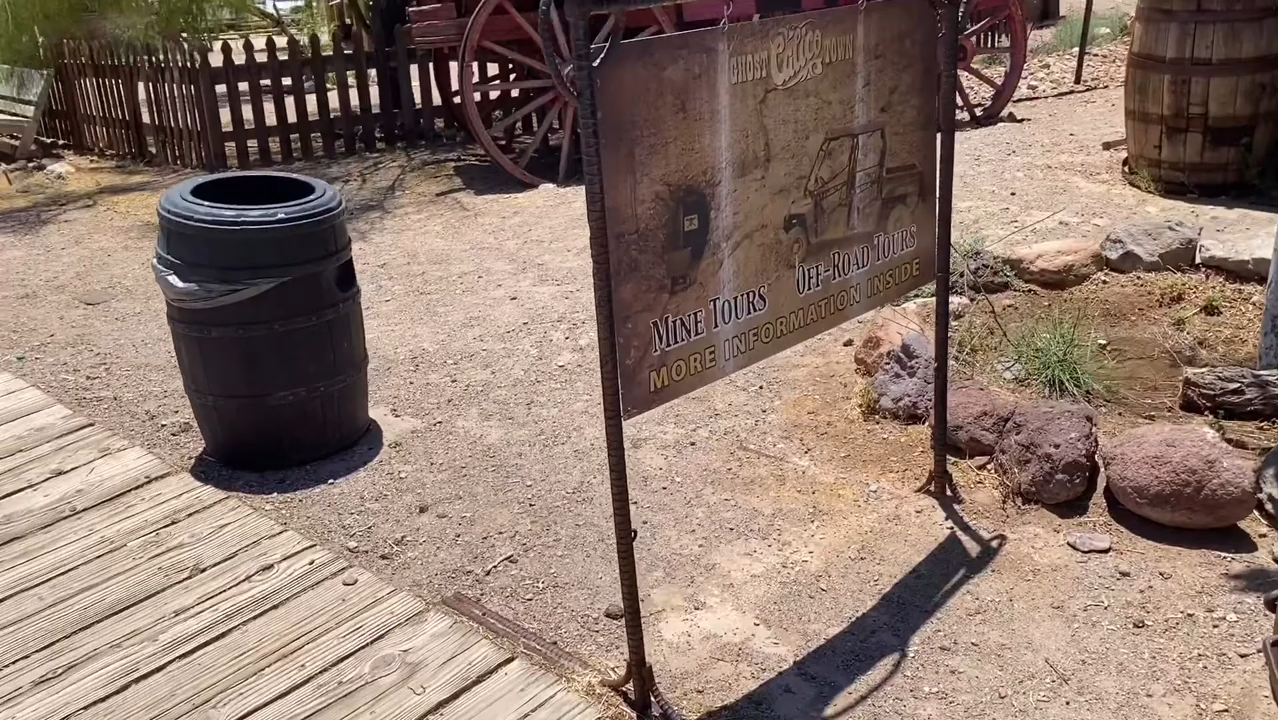 GHOST Calico TOWN
MINE TOURS OFF-ROAD TOURS
MORE INFORMATION INSIDE